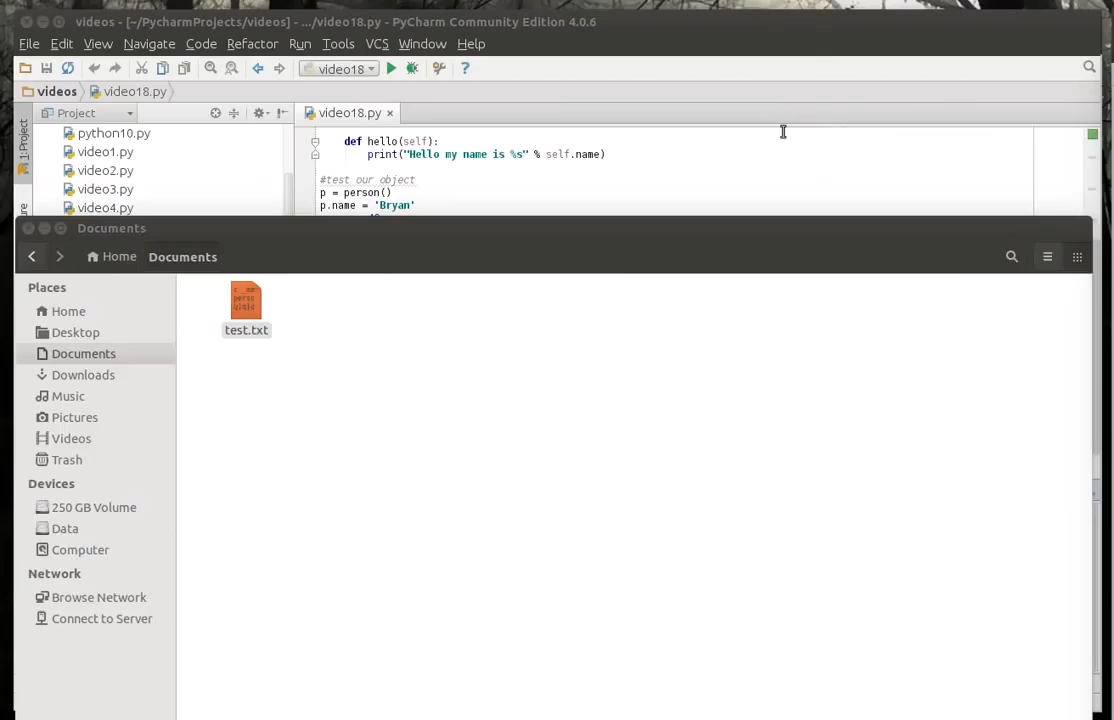 videos - [~/PycharmProjects/videos] - .../video18.py - PyCharm Community Edition 4.0.6
File Edit View Navigate Code Refactor Run Tools VCS Window Help
video18
videos video18.py
Project video18.py
1: Project
python10.py
video1.py
video2.py
video3.py
video4.py
def hello(self):
print("Hello my name is %s" % self.name)
#test our object
p = person()
p.name = 'Bryan'
Documents
Home Documents
Places
Home
Desktop
Documents
Downloads
Music
Pictures
Videos
Trash
Devices
250 GB Volume
Data
Computer
Network
Browse Network
Connect to Server
test.txt